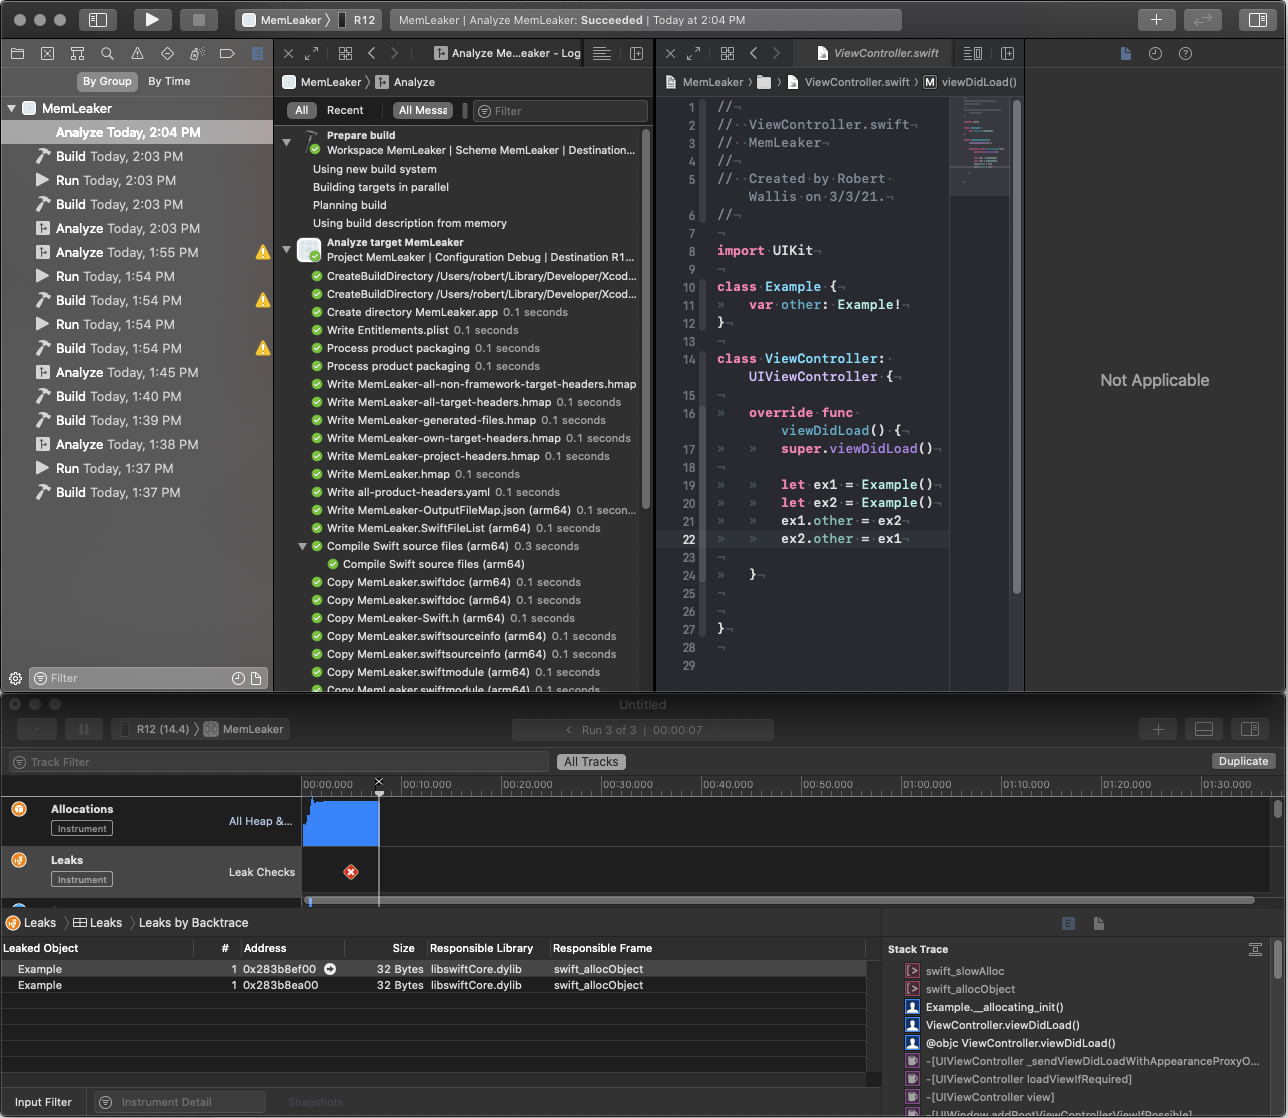 MemLeaker 〉 R12
MemLeaker | Analyze MemLeaker: Succeeded | Today at 2:04 PM
By Group By Time
MemLeaker
Analyze Today, 2:04 PM
Build Today, 2:03 PM
Run Today, 2:03 PM
Build Today, 2:03 PM
Analyze Today, 2:03 PM
Analyze Today, 1:55 PM
Run Today, 1:54 PM
Build Today, 1:54 PM
Run Today, 1:54 PM
Build Today, 1:54 PM
Analyze Today, 1:45 PM
Build Today, 1:40 PM
Build Today, 1:39 PM
Analyze Today, 1:38 PM
Run Today, 1:37 PM
Build Today, 1:37 PM
Filter
Analyze Me...eaker - Log
MemLeaker 〉 Analyze
All Recent All Messa Filter
Prepare build
Workspace MemLeaker | Scheme MemLeaker | Destination...
Using new build system
Building targets in parallel
Planning build
Using build description from memory
Analyze target MemLeaker
Project MemLeaker | Configuration Debug | Destination R1...
CreateBuildDirectory /Users/robert/Library/Developer/Xcod...
CreateBuildDirectory /Users/robert/Library/Developer/Xcod...
Create directory MemLeaker.app 0.1 seconds
Write Entitlements.plist 0.1 seconds
Process product packaging 0.1 seconds
Process product packaging 0.1 seconds
Write MemLeaker-all-non-framework-target-headers.hmap
Write MemLeaker-all-target-headers.hmap 0.1 seconds
Write MemLeaker-generated-files.hmap 0.1 seconds
Write MemLeaker-own-target-headers.hmap 0.1 seconds
Write MemLeaker-project-headers.hmap 0.1 seconds
Write MemLeaker.hmap 0.1 seconds
Write all-product-headers.yaml 0.1 seconds
Write MemLeaker-OutputFileMap.json (arm64) 0.1 secon...
Write MemLeaker.SwiftFileList (arm64) 0.1 seconds
Compile Swift source files (arm64) 0.3 seconds
Compile Swift source files (arm64)
Copy MemLeaker.swiftdoc (arm64) 0.1 seconds
Copy MemLeaker.swiftdoc (arm64) 0.1 seconds
Copy MemLeaker-Swift.h (arm64) 0.1 seconds
Copy MemLeaker.swiftsourceinfo (arm64) 0.1 seconds
Copy MemLeaker.swiftsourceinfo (arm64) 0.1 seconds
Copy MemLeaker.swiftmodule (arm64) 0.1 seconds
Copy MemLeaker.swiftmodule (arm64) 0.1 seconds
ViewController.swift
MemLeaker 〉 〉 ViewController.swift 〉 M viewDidLoad()
1 //¬
2 //··ViewController.swift¬
3 //··MemLeaker¬
4 //¬
5 //··Created·by·Robert·
Wallis·on·3/3/21.¬
6 //¬
7 ¬
8 import·UIKit¬
9 ¬
10 class·Example·{¬
11 » var·other:·Example!¬
12 }¬
13 ¬
14 class·ViewController:·
UIViewController·{¬
15 ¬
16 » override·func·
viewDidLoad()·{¬
17 » » super.viewDidLoad()¬
18 ¬
19 » » let·ex1·=·Example()¬
20 » » let·ex2·=·Example()¬
21 » » ex1.other·=·ex2¬
22 » » ex2.other·=·ex1¬
23 ¬
24 » }¬
25 ¬
26 ¬
27 }¬
28 ¬
29
Not Applicable
Untitled
R12 (14.4) 〉 MemLeaker
< Run 3 of 3 | 00:00:07
Track Filter All Tracks Duplicate
00:00.000 00:10.000 00:20.000 00:30.000 00:40.000 00:50.000 01:00.000 01:10.000 01:20.000 01:30.000
Allocations
Instrument
All Heap &...
Leaks
Instrument
Leak Checks
Leaks 〉 Leaks 〉 Leaks by Backtrace
Leaked Object # Address Size Responsible Library Responsible Frame
Example 1 0x283b8ef00 32 Bytes libswiftCore.dylib swift_allocObject
Example 1 0x283b8ea00 32 Bytes libswiftCore.dylib swift_allocObject
Input Filter Instrument Detail Snapshots
E
Stack Trace
swift_slowAlloc
swift_allocObject
Example.__allocating_init()
ViewController.viewDidLoad()
@objc ViewController.viewDidLoad()
-[UIViewController _sendViewDidLoadWithAppearanceProxyO...
-[UIViewController loadViewIfRequired]
-[UIViewController view]
-[UIWindow addRootViewControllerViewIfPossible]